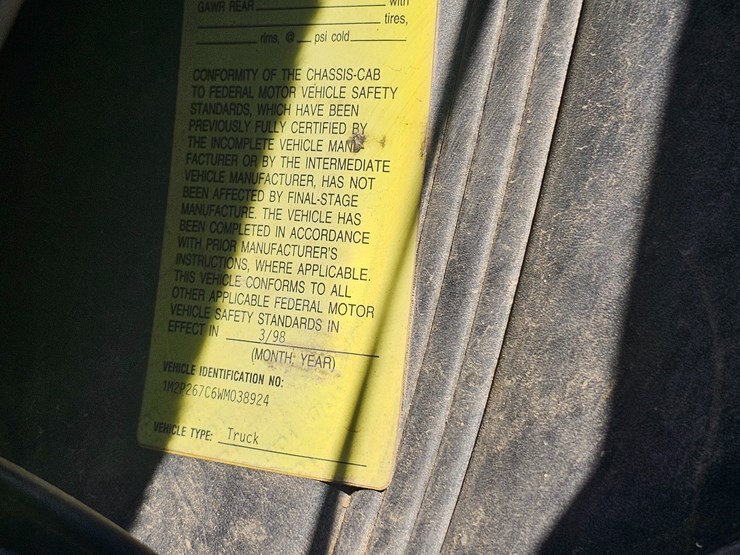 GAWR REAR with
tires,
rims, @ psi cold
CONFORMITY OF THE CHASSIS-CAB
TO FEDERAL MOTOR VEHICLE SAFETY
STANDARDS, WHICH HAVE BEEN
PREVIOUSLY FULLY CERTIFIED BY
THE INCOMPLETE VEHICLE MANU-
FACTURER OR BY THE INTERMEDIATE
VEHICLE MANUFACTURER, HAS NOT
BEEN AFFECTED BY FINAL-STAGE
MANUFACTURE. THE VEHICLE HAS
BEEN COMPLETED IN ACCORDANCE
WITH PRIOR MANUFACTURER'S
INSTRUCTIONS, WHERE APPLICABLE.
THIS VEHICLE CONFORMS TO ALL
OTHER APPLICABLE FEDERAL MOTOR
VEHICLE SAFETY STANDARDS IN
EFFECT IN 3/98
(MONTH, YEAR)
VEHICLE IDENTIFICATION NO:
1M2P267C6WM038924
VEHICLE TYPE: Truck